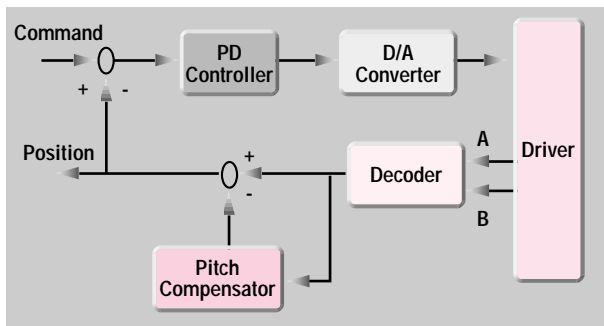 Command
PD
Controller
D/A
Converter
+ -
Driver
A
Position
+
Decoder
-
B
Pitch
Compensator